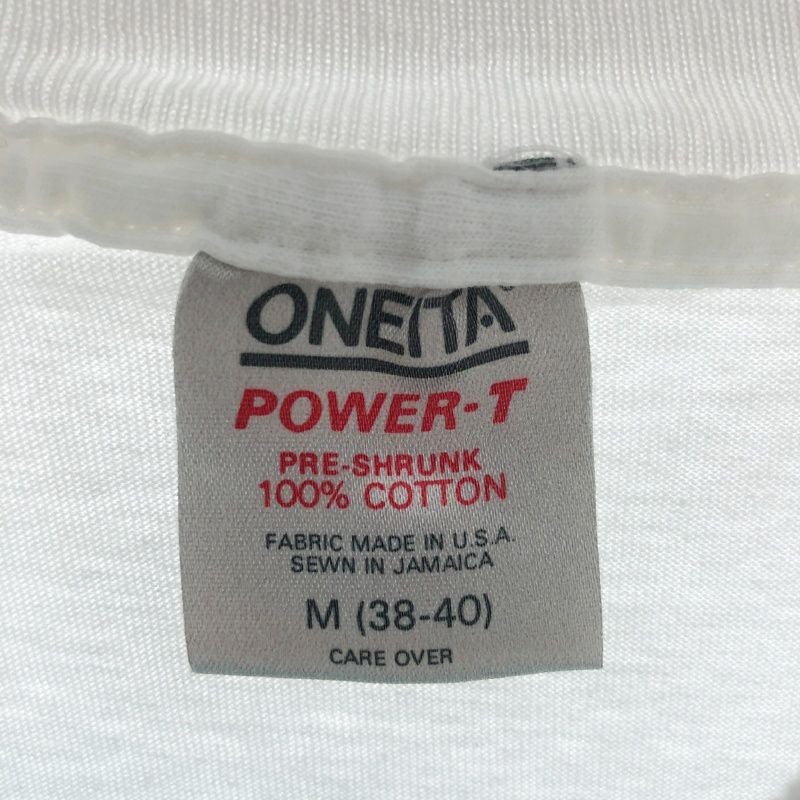 ONEITA®
POWER-T
PRE-SHRUNK
100% COTTON
FABRIC MADE IN U.S.A.
SEWN IN JAMAICA
M (38-40)
CARE OVER